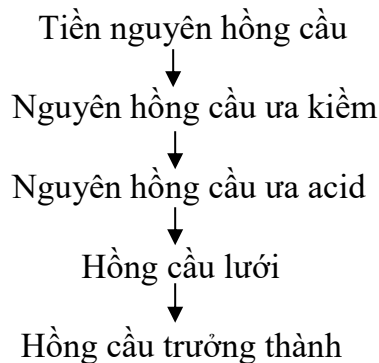 Tiền nguyên hồng cầu
Nguyên hồng cầu ưa kiềm
Nguyên hồng cầu ưa acid
Hồng cầu lưới
Hồng cầu trưởng thành